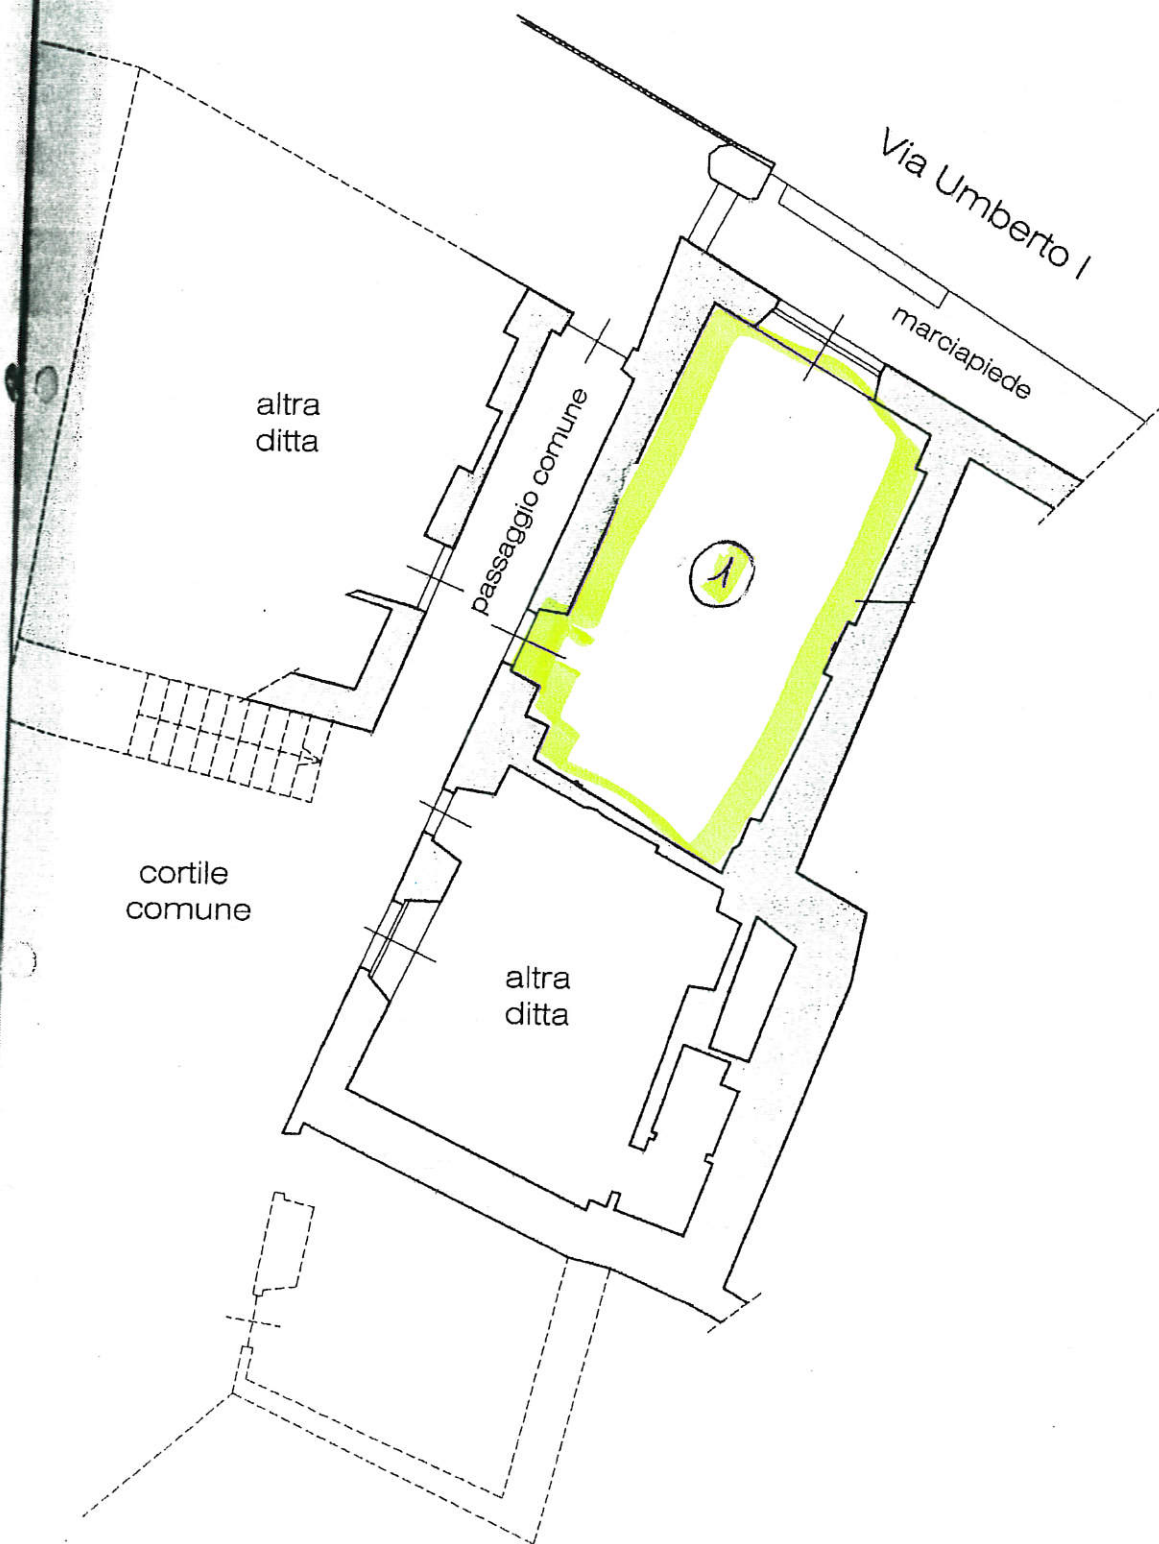 Via Umberto I
marciapiede
altra
ditta
passaggio comune
1
cortile
comune
altra
ditta